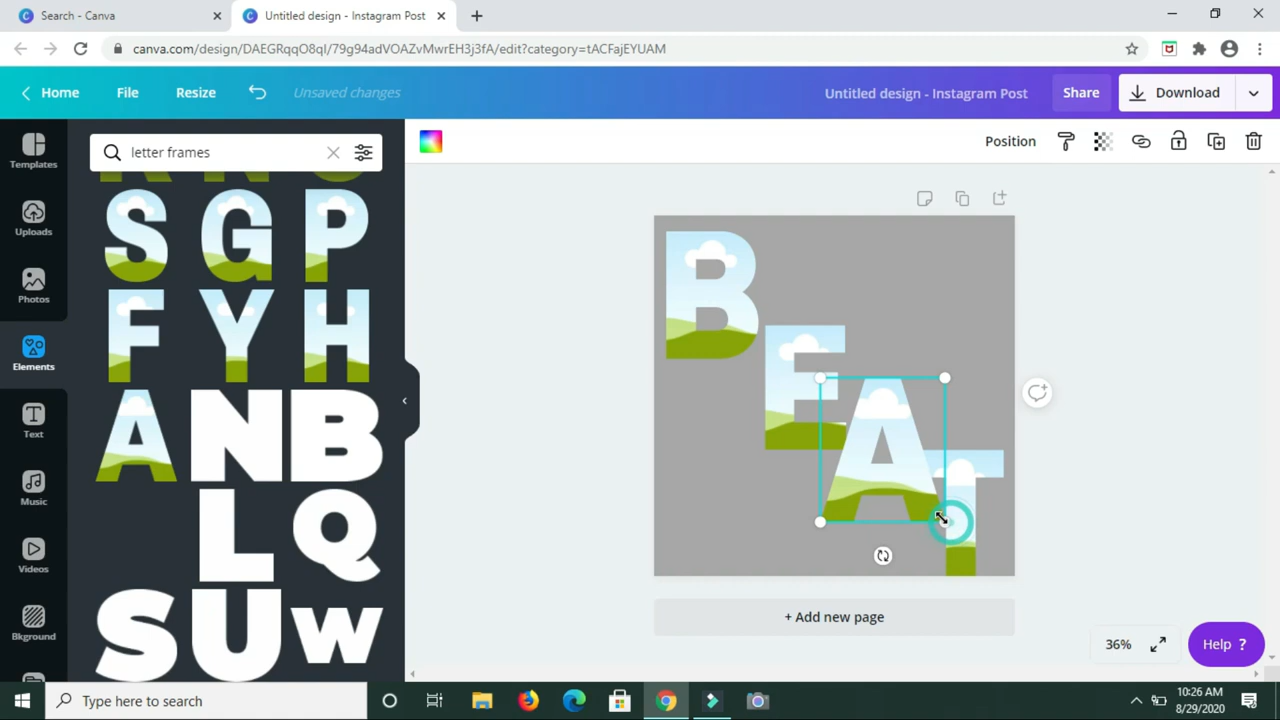 Search - Canva
Untitled design - Instagram Post
canva.com/design/DAEGRqqO8qI/79g94adVOAZvMwrEH3j3fA/edit?category=tACFajEYUAM
Home File Resize Unsaved changes Untitled design - Instagram Post Share Download
letter frames
Position
Templates
Uploads
Photos
Elements
Text
Music
Videos
Bkground
S G P
F Y H
A N B
L Q
S U W
B
E
A
T
+ Add new page
36%
Help ?
Type here to search
10:26 AM
8/29/2020